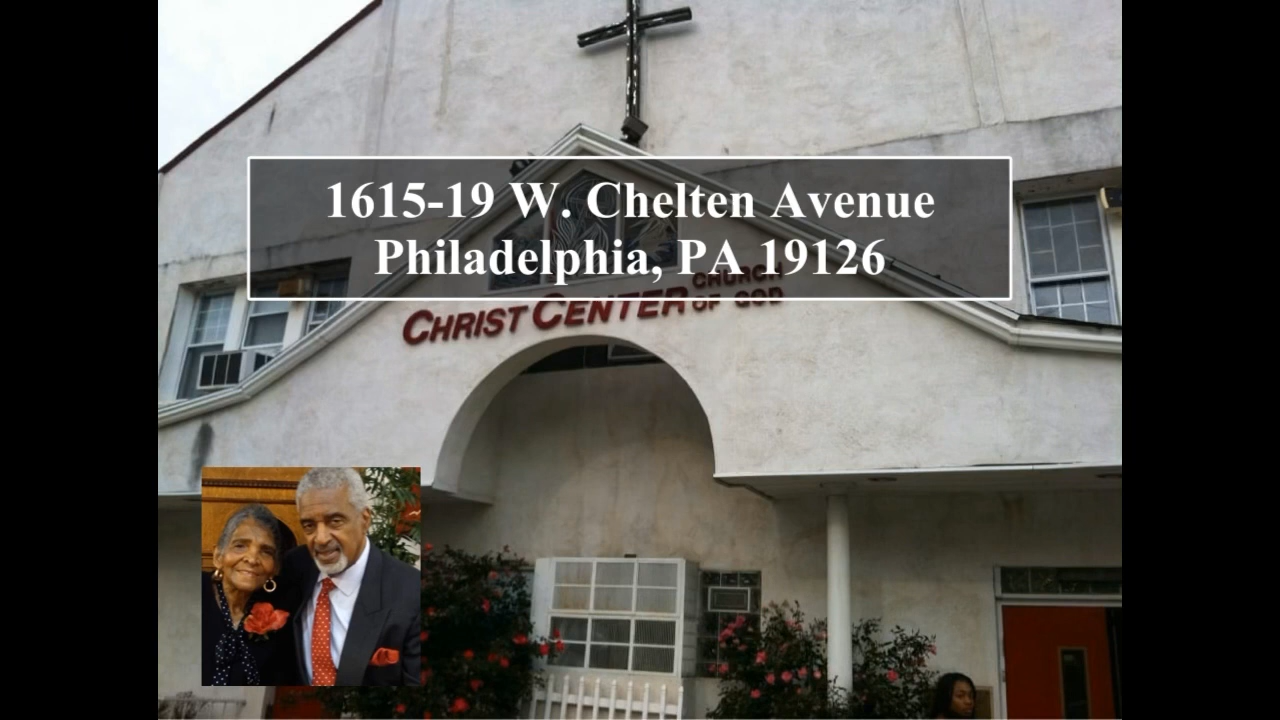 1615-19 W. Chelten Avenue
Philadelphia, PA 19126
CHRIST CENTER CHURCH
OF GOD